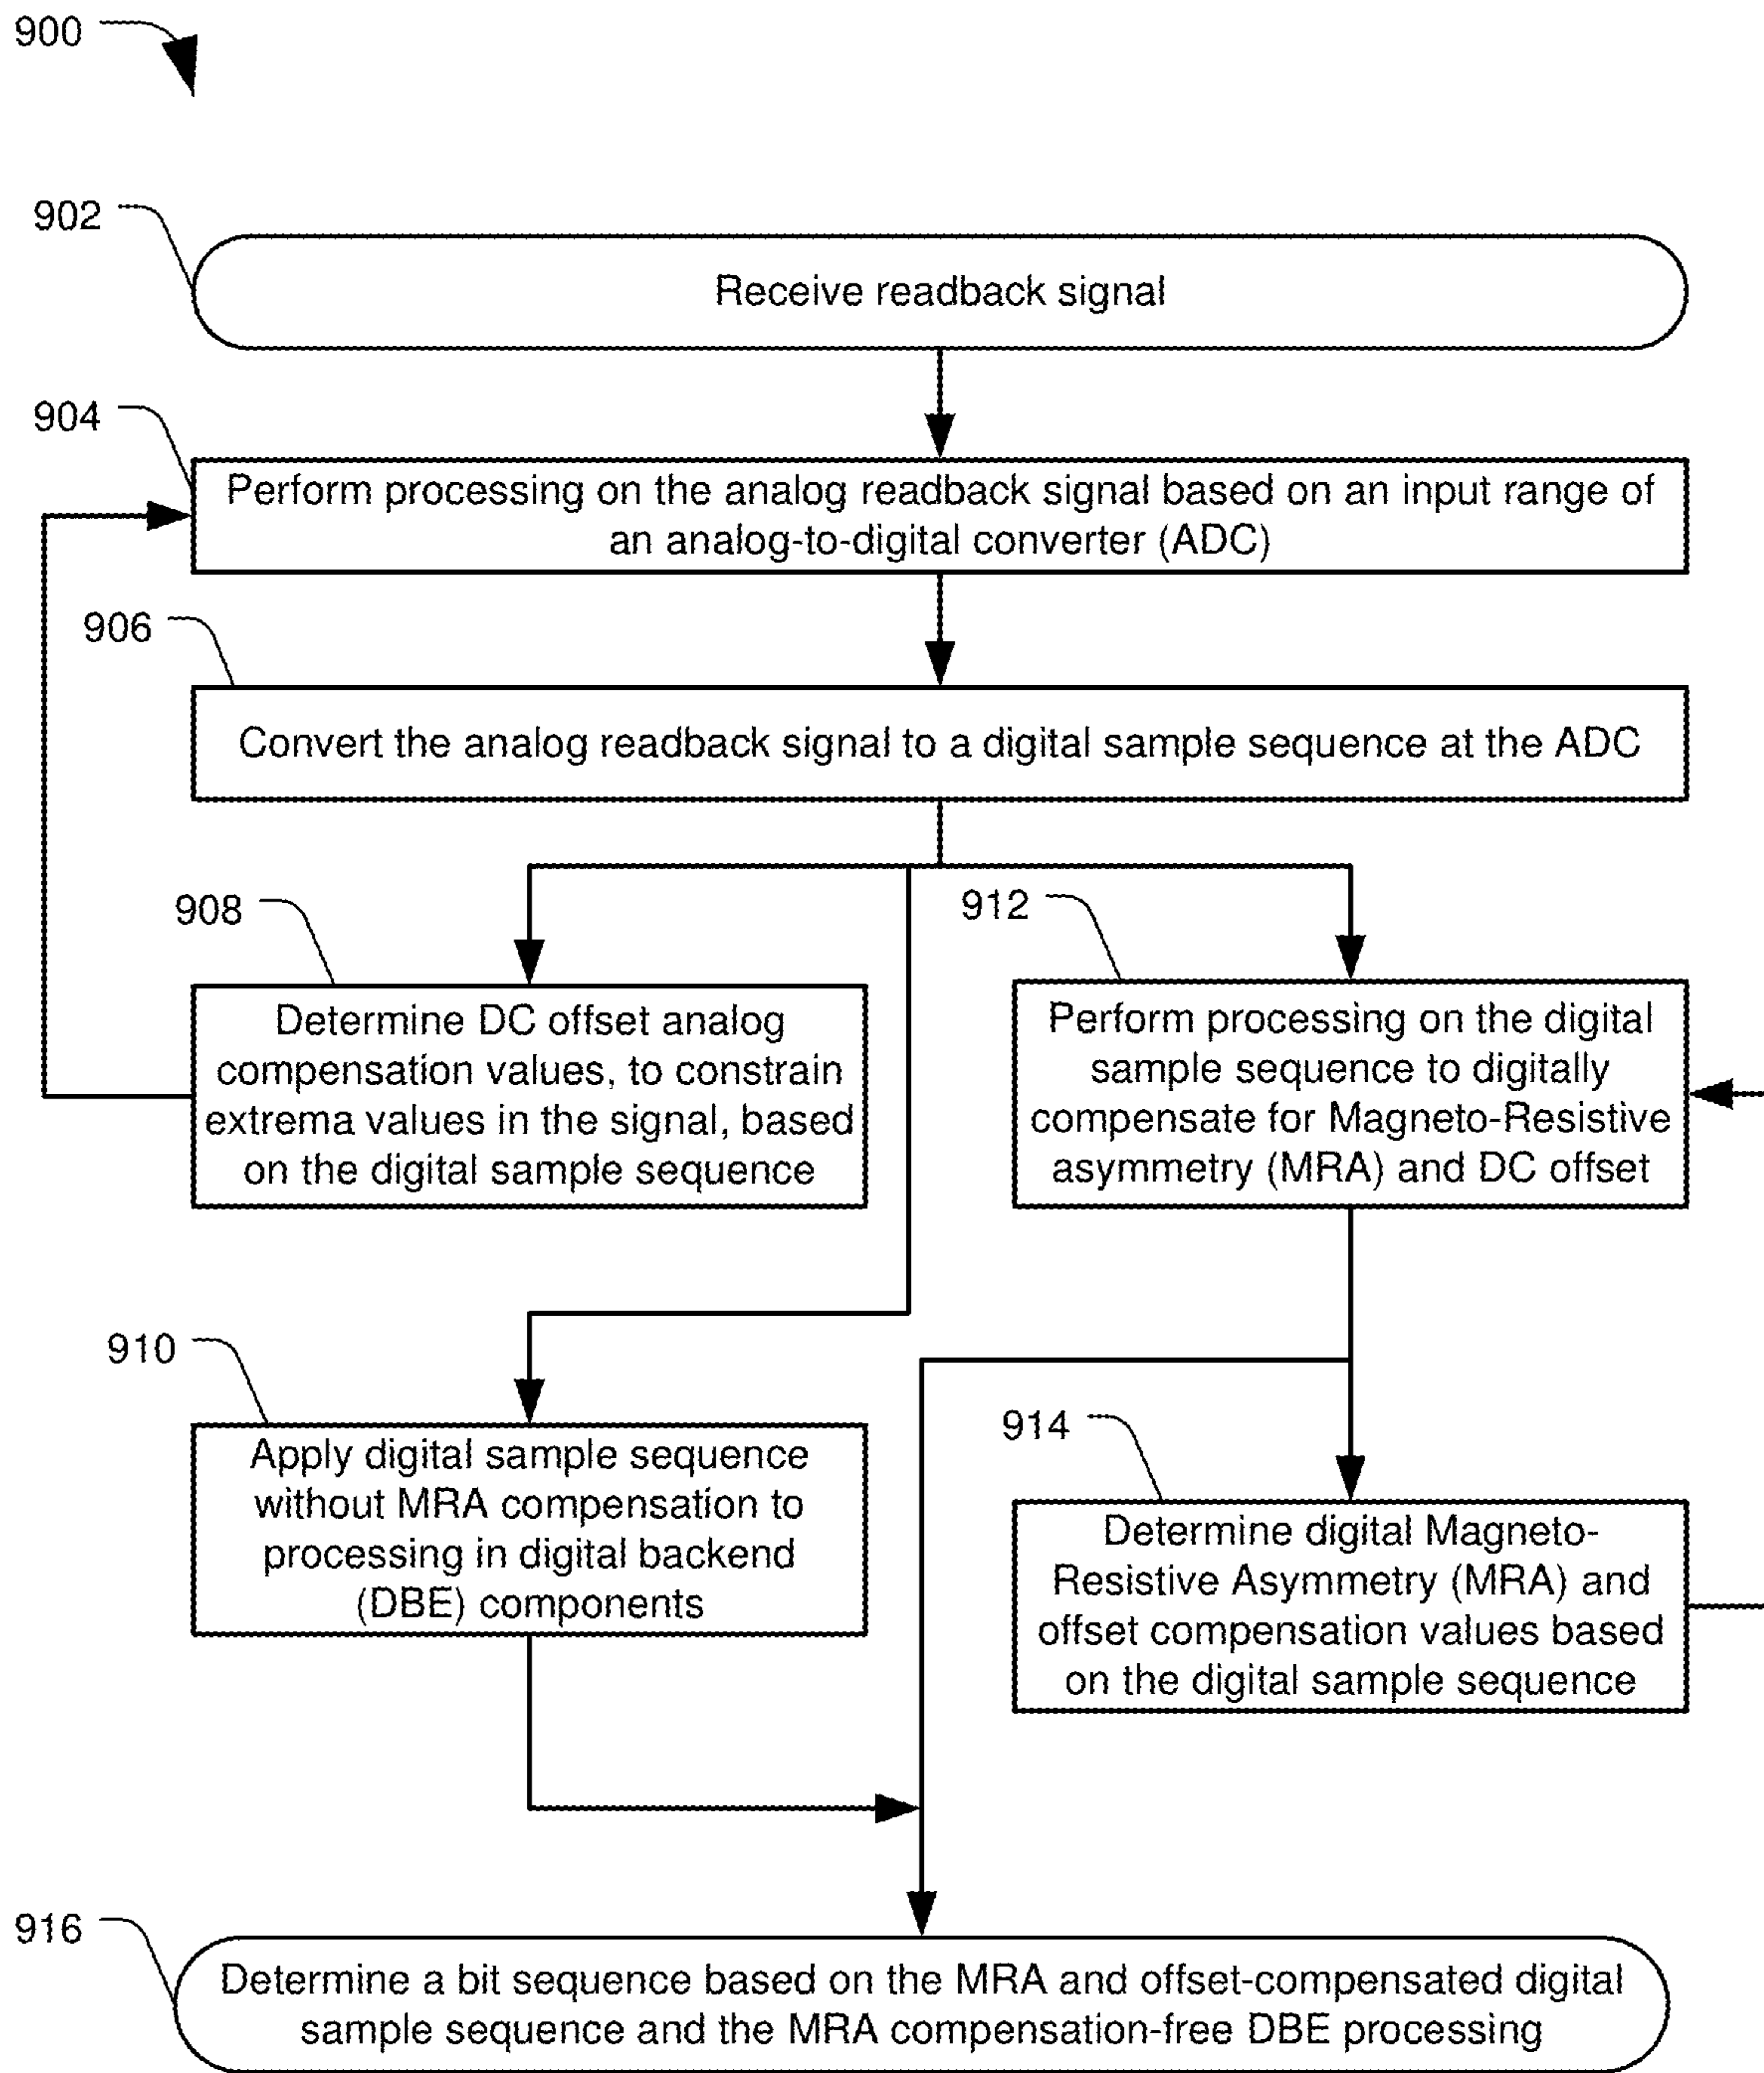 900
902
Receive readback signal
904
Perform processing on the analog readback signal based on an input range of
an analog-to-digital converter (ADC)
906
Convert the analog readback signal to a digital sample sequence at the ADC
908
Determine DC offset analog
compensation values, to constrain
extrema values in the signal, based
on the digital sample sequence
912
Perform processing on the digital
sample sequence to digitally
compensate for Magneto-Resistive
asymmetry (MRA) and DC offset
910
Apply digital sample sequence
without MRA compensation to
processing in digital backend
(DBE) components
914
Determine digital Magneto-
Resistive Asymmetry (MRA) and
offset compensation values based
on the digital sample sequence
916
Determine a bit sequence based on the MRA and offset-compensated digital
sample sequence and the MRA compensation-free DBE processing